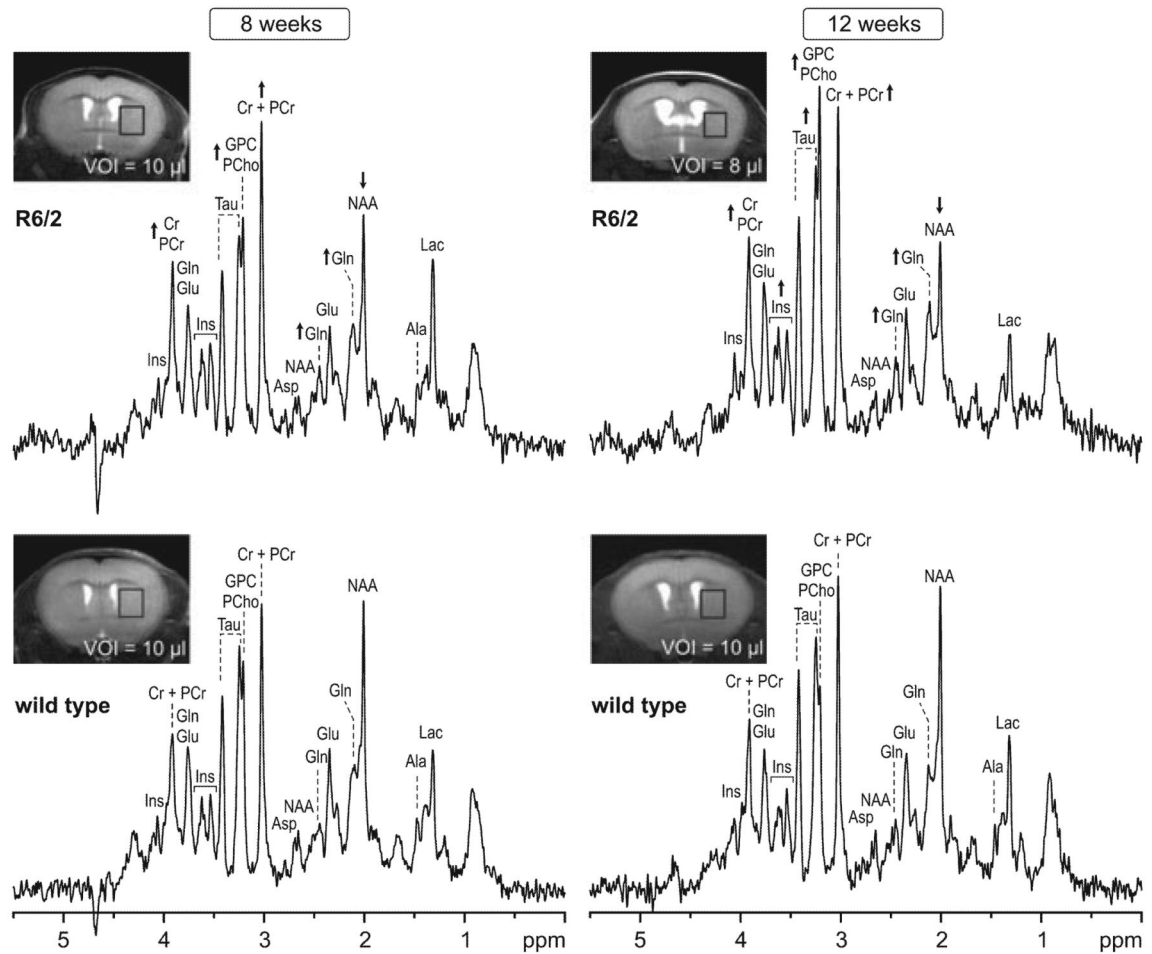 8 weeks
12 weeks
VOI = 10 µl
R6/2
Cr
PCr
Gln
Glu
Ins
Ins
Tau
GPC
PCho
Cr + PCr
Asp
NAA
Gln
Glu
Gln
NAA
Ala
Lac
VOI = 8 µl
R6/2
Cr
PCr
Gln
Glu
Ins
Ins
Tau
GPC
PCho
Cr + PCr
Asp
NAA
Gln
Glu
Gln
NAA
Lac
VOI = 10 µl
wild type
Cr + PCr
Gln
Glu
Ins
Ins
Tau
GPC
PCho
Cr + PCr
Asp
NAA
Gln
Glu
Gln
NAA
Ala
Lac
5 4 3 2 1 ppm
VOI = 10 µl
wild type
Cr + PCr
Gln
Glu
Ins
Ins
Tau
GPC
PCho
Cr + PCr
Asp
NAA
Gln
Glu
Gln
NAA
Ala
Lac
5 4 3 2 1 ppm